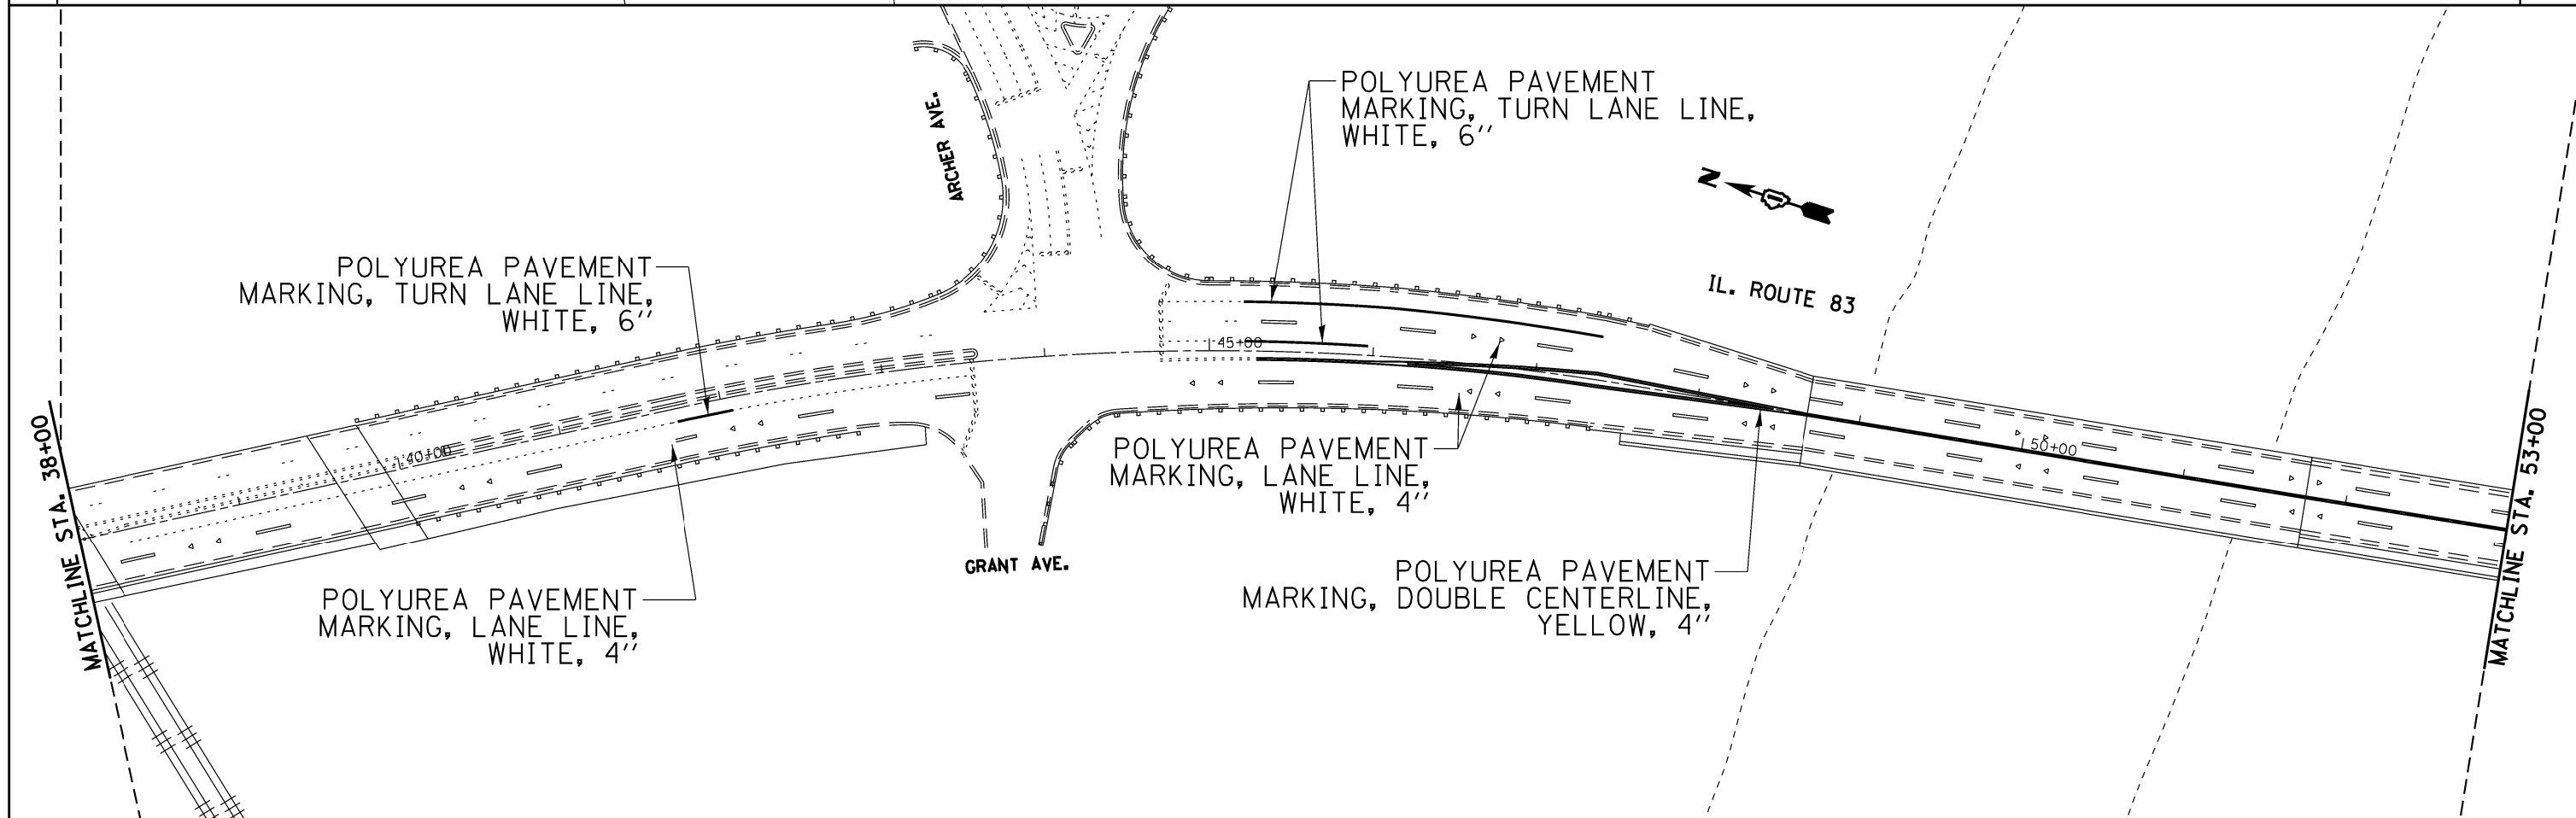 POLYUREA PAVEMENT
MARKING, TURN LANE LINE,
WHITE, 6"
ARCHER AVE.
N
POLYUREA PAVEMENT
MARKING, TURN LANE LINE,
WHITE, 6"
IL. ROUTE 83
45+00
40+00
50+00
MATCHLINE STA. 38+00
MATCHLINE STA. 53+00
POLYUREA PAVEMENT
MARKING, LANE LINE,
WHITE, 4"
GRANT AVE.
POLYUREA PAVEMENT
MARKING, DOUBLE CENTERLINE,
YELLOW, 4"
POLYUREA PAVEMENT
MARKING, LANE LINE,
WHITE, 4"